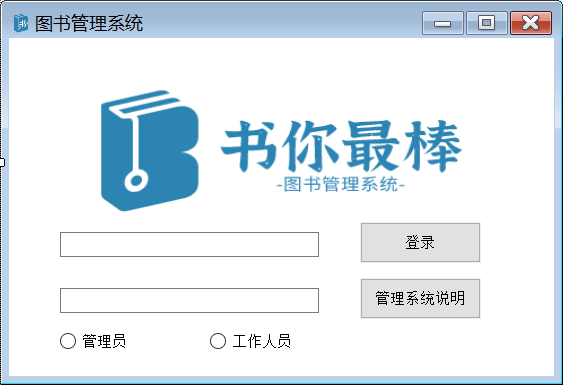 图书管理系统
书你最棒
-图书管理系统-
登录
管理系统说明
管理员 工作人员